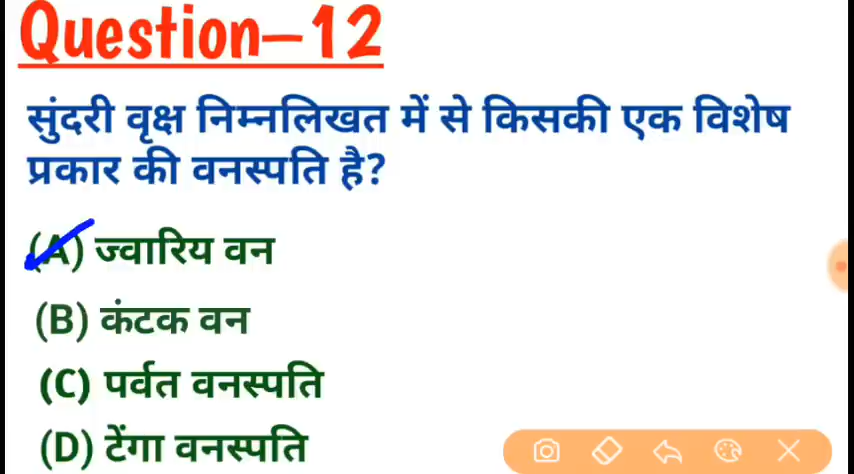 Question–12
सुंदरी वृक्ष निम्नलिखत में से किसकी एक विशेष
प्रकार की वनस्पति है?
(A) ज्वारिय वन
(B) कंटक वन
(C) पर्वत वनस्पति
(D) टेंगा वनस्पति